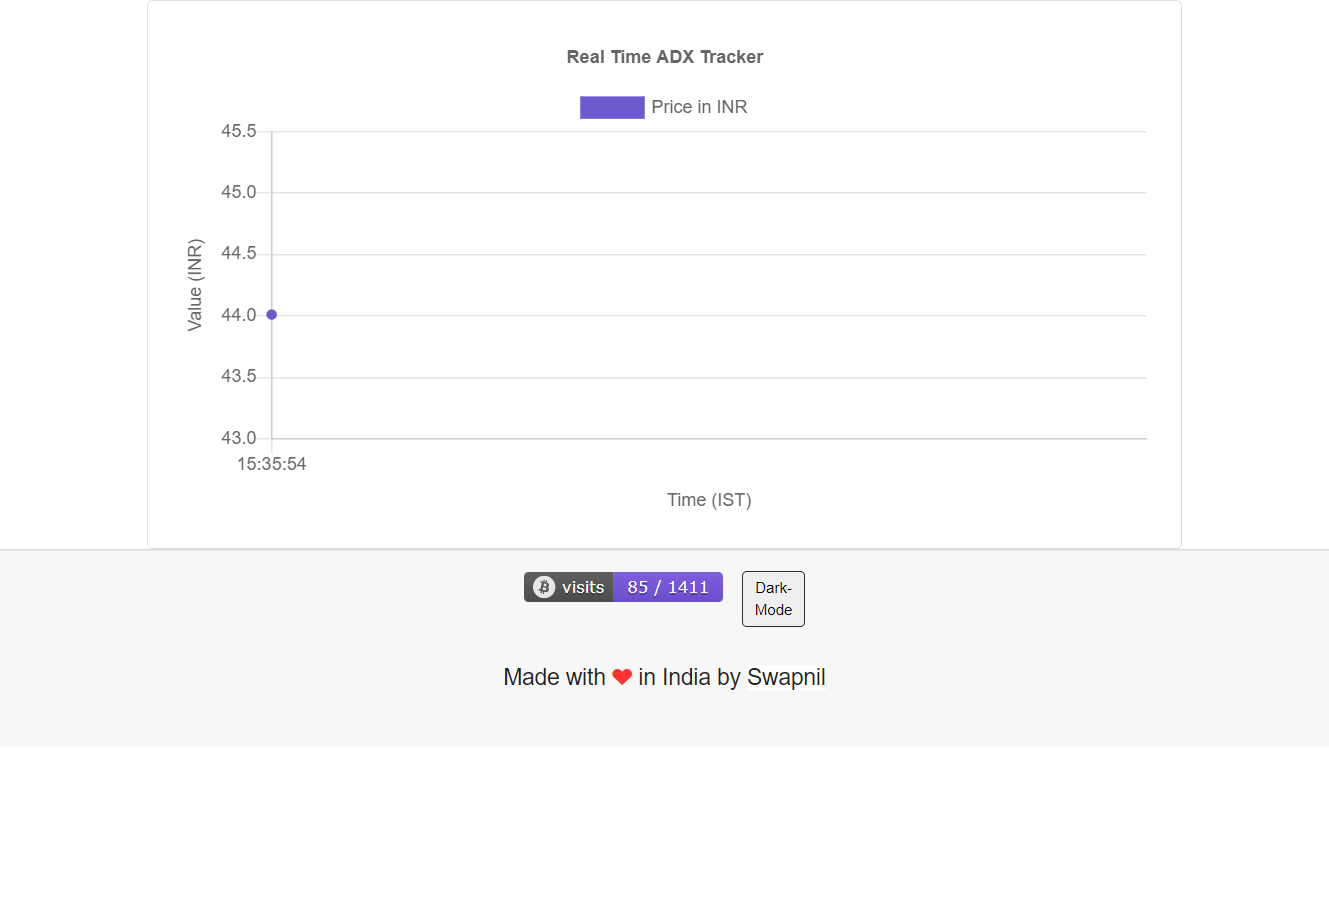 Real Time ADX Tracker
Price in INR
45.5
45.0
44.5
44.0
43.5
43.0
Value (INR)
15:35:54
Time (IST)
visits 85 / 1411
Dark-
Mode
Made with ❤ in India by Swapnil